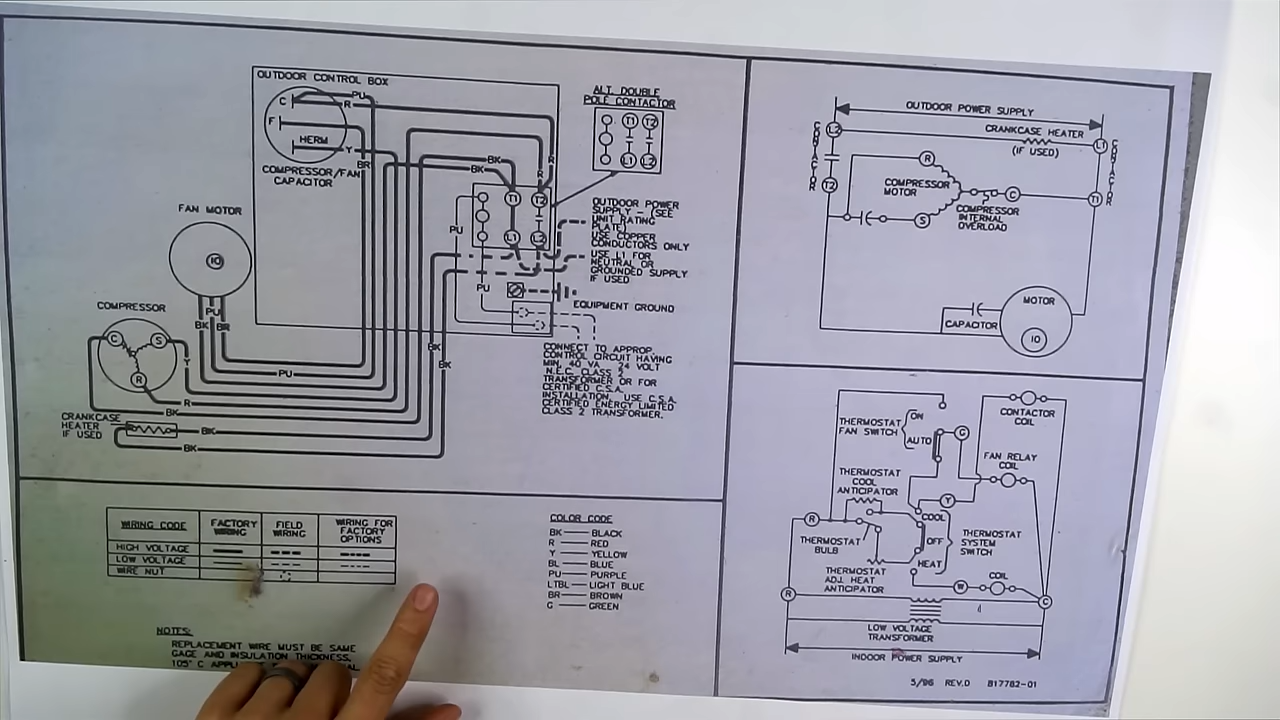 OUTDOOR CONTROL BOX
C
PU
R
F
HERM
Y
BR
COMPRESSOR/FAN
CAPACITOR
BK
BK
R
R
T1
T2
L1
L2
PU
PU
ALT. DOUBLE
POLE CONTACTOR
T1
T2
L1
L2
OUTDOOR POWER
SUPPLY - (SEE
UNIT RATING
PLATE)
USE COPPER
CONDUCTORS ONLY
USE L1 FOR
NEUTRAL OR
GROUNDED SUPPLY
IF USED
EQUIPMENT GROUND
CONNECT TO APPROP.
CONTROL CIRCUIT HAVING
MIN. 40 VA 24 VOLT
N.E.C. CLASS 2
TRANSFORMER OR FOR
CERTIFIED C.S.A.
INSTALLATION, USE C.S.A.
CERTIFIED ENERGY LIMITED
CLASS 2 TRANSFORMER.
FAN MOTOR
IO
PU
BK
BR
COMPRESSOR
C
S
R
Y
PU
R
BK
BK
BK
CRANKCASE
HEATER
IF USED
BK
BK
WIRING CODE
FACTORY
WIRING
FIELD
WIRING
WIRING FOR
FACTORY
OPTIONS
HIGH VOLTAGE
LOW VOLTAGE
WIRE NUT
COLOR CODE
BK BLACK
R RED
Y YELLOW
BL BLUE
PU PURPLE
LTBL LIGHT BLUE
BR BROWN
G GREEN
NOTES:
REPLACEMENT WIRE MUST BE SAME
GAGE AND INSULATION THICKNESS,
105° C
OUTDOOR POWER SUPPLY
CONTACTOR
L2
T2
CRANKCASE HEATER
(IF USED)
L1
T1
CONTACTOR
R
COMPRESSOR
MOTOR
S
C
COMPRESSOR
INTERNAL
OVERLOAD
CAPACITOR
MOTOR
IO
THERMOSTAT
FAN SWITCH
ON
AUTO
G
CONTACTOR
COIL
FAN RELAY
COIL
THERMOSTAT
COOL
ANTICIPATOR
Y
R
COOL
OFF
HEAT
THERMOSTAT
SYSTEM
SWITCH
THERMOSTAT
BULB
THERMOSTAT
ADJ. HEAT
ANTICIPATOR
W
COIL
R
C
LOW VOLTAGE
TRANSFORMER
INDOOR POWER SUPPLY
5/96 REV.D 817782-01